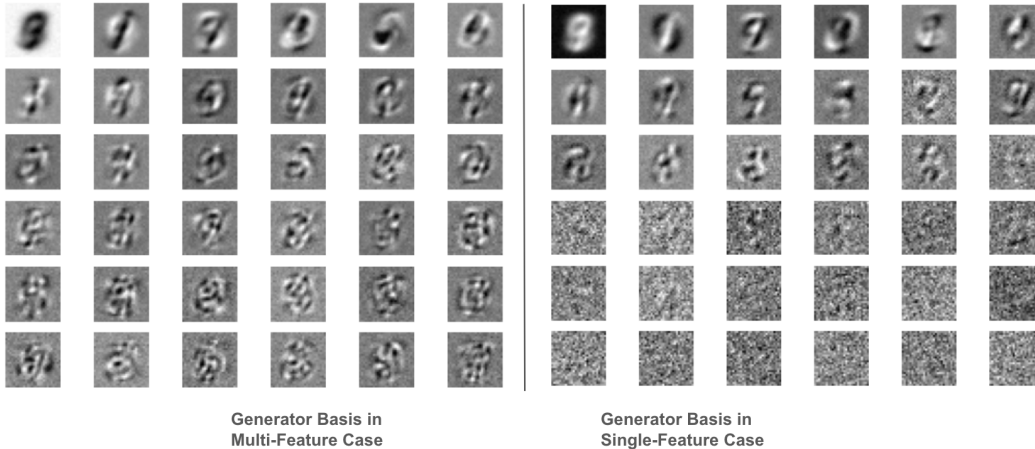 Generator Basis in
Multi-Feature Case
Generator Basis in
Single-Feature Case